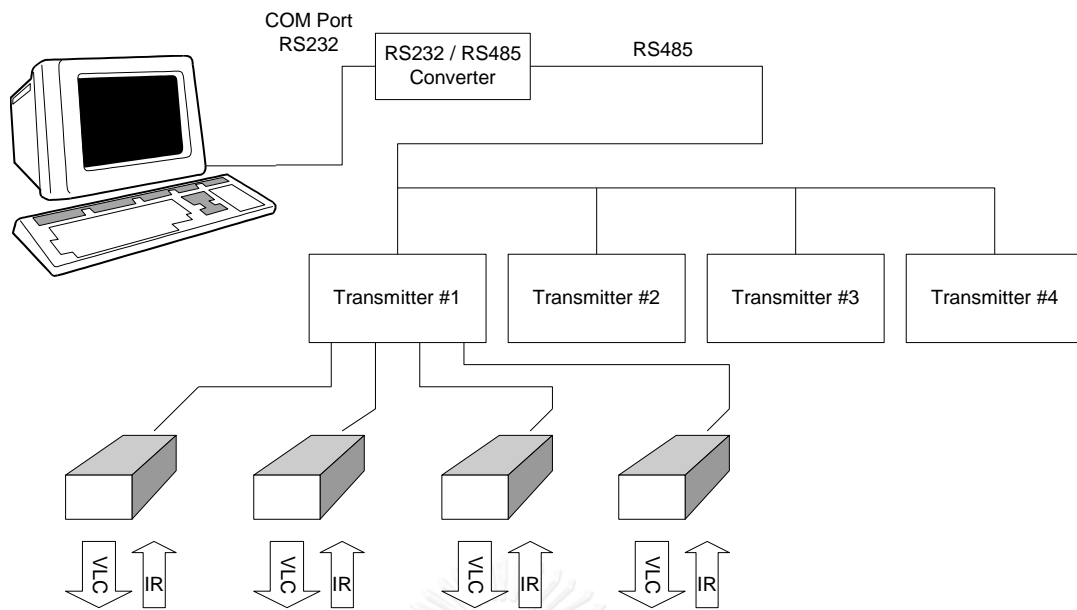 COM Port
RS232
RS232 / RS485
Converter
RS485
Transmitter #1
Transmitter #2
Transmitter #3
Transmitter #4
VLC
IR
VLC
IR
VLC
IR
VLC
IR